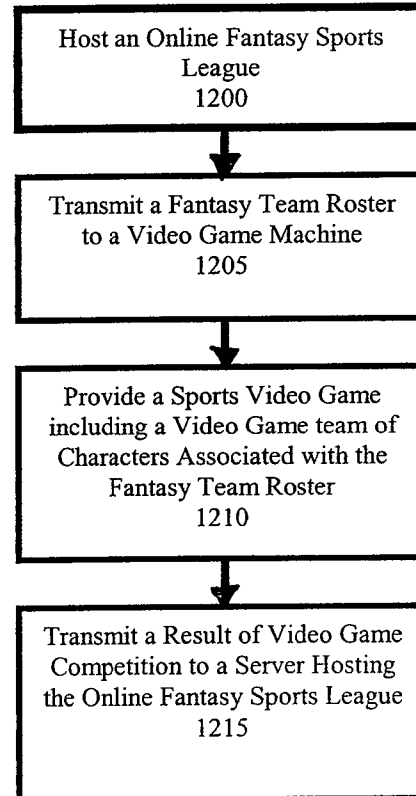 Host an Online Fantasy Sports
League
1200
Transmit a Fantasy Team Roster
to a Video Game Machine
1205
Provide a Sports Video Game
including a Video Game team of
Characters Associated with the
Fantasy Team Roster
1210
Transmit a Result of Video Game
Competition to a Server Hosting
the Online Fantasy Sports League
1215